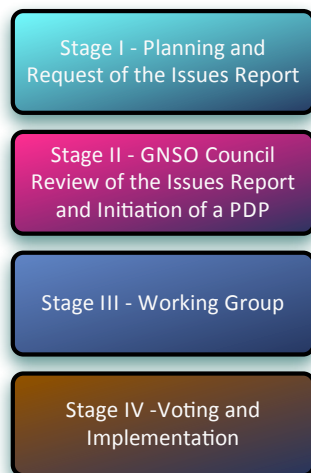 Stage I - Planning and
Request of the Issues Report
Stage II - GNSO Council
Review of the Issues Report
and Initiation of a PDP
Stage III - Working Group
Stage IV -Voting and
Implementation